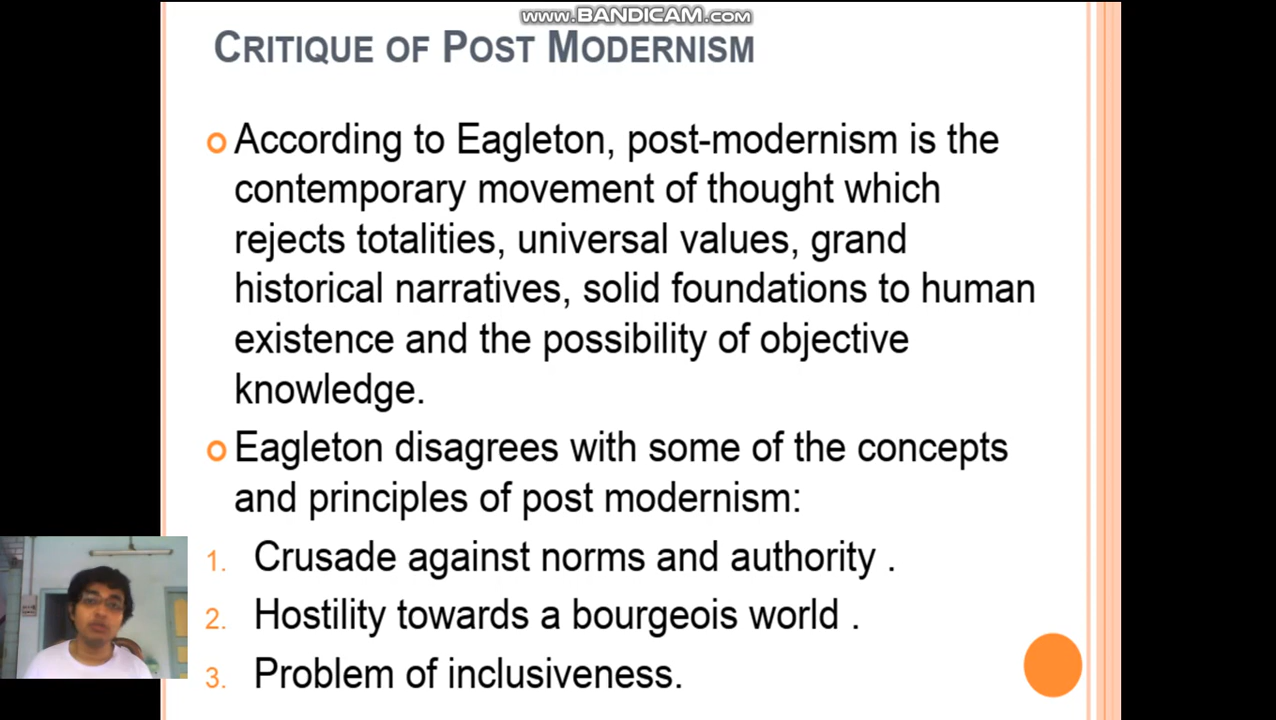 www.BANDICAM.com
CRITIQUE OF POST MODERNISM
According to Eagleton, post-modernism is the
contemporary movement of thought which
rejects totalities, universal values, grand
historical narratives, solid foundations to human
existence and the possibility of objective
knowledge.
Eagleton disagrees with some of the concepts
and principles of post modernism:
1. Crusade against norms and authority .
2. Hostility towards a bourgeois world .
3. Problem of inclusiveness.